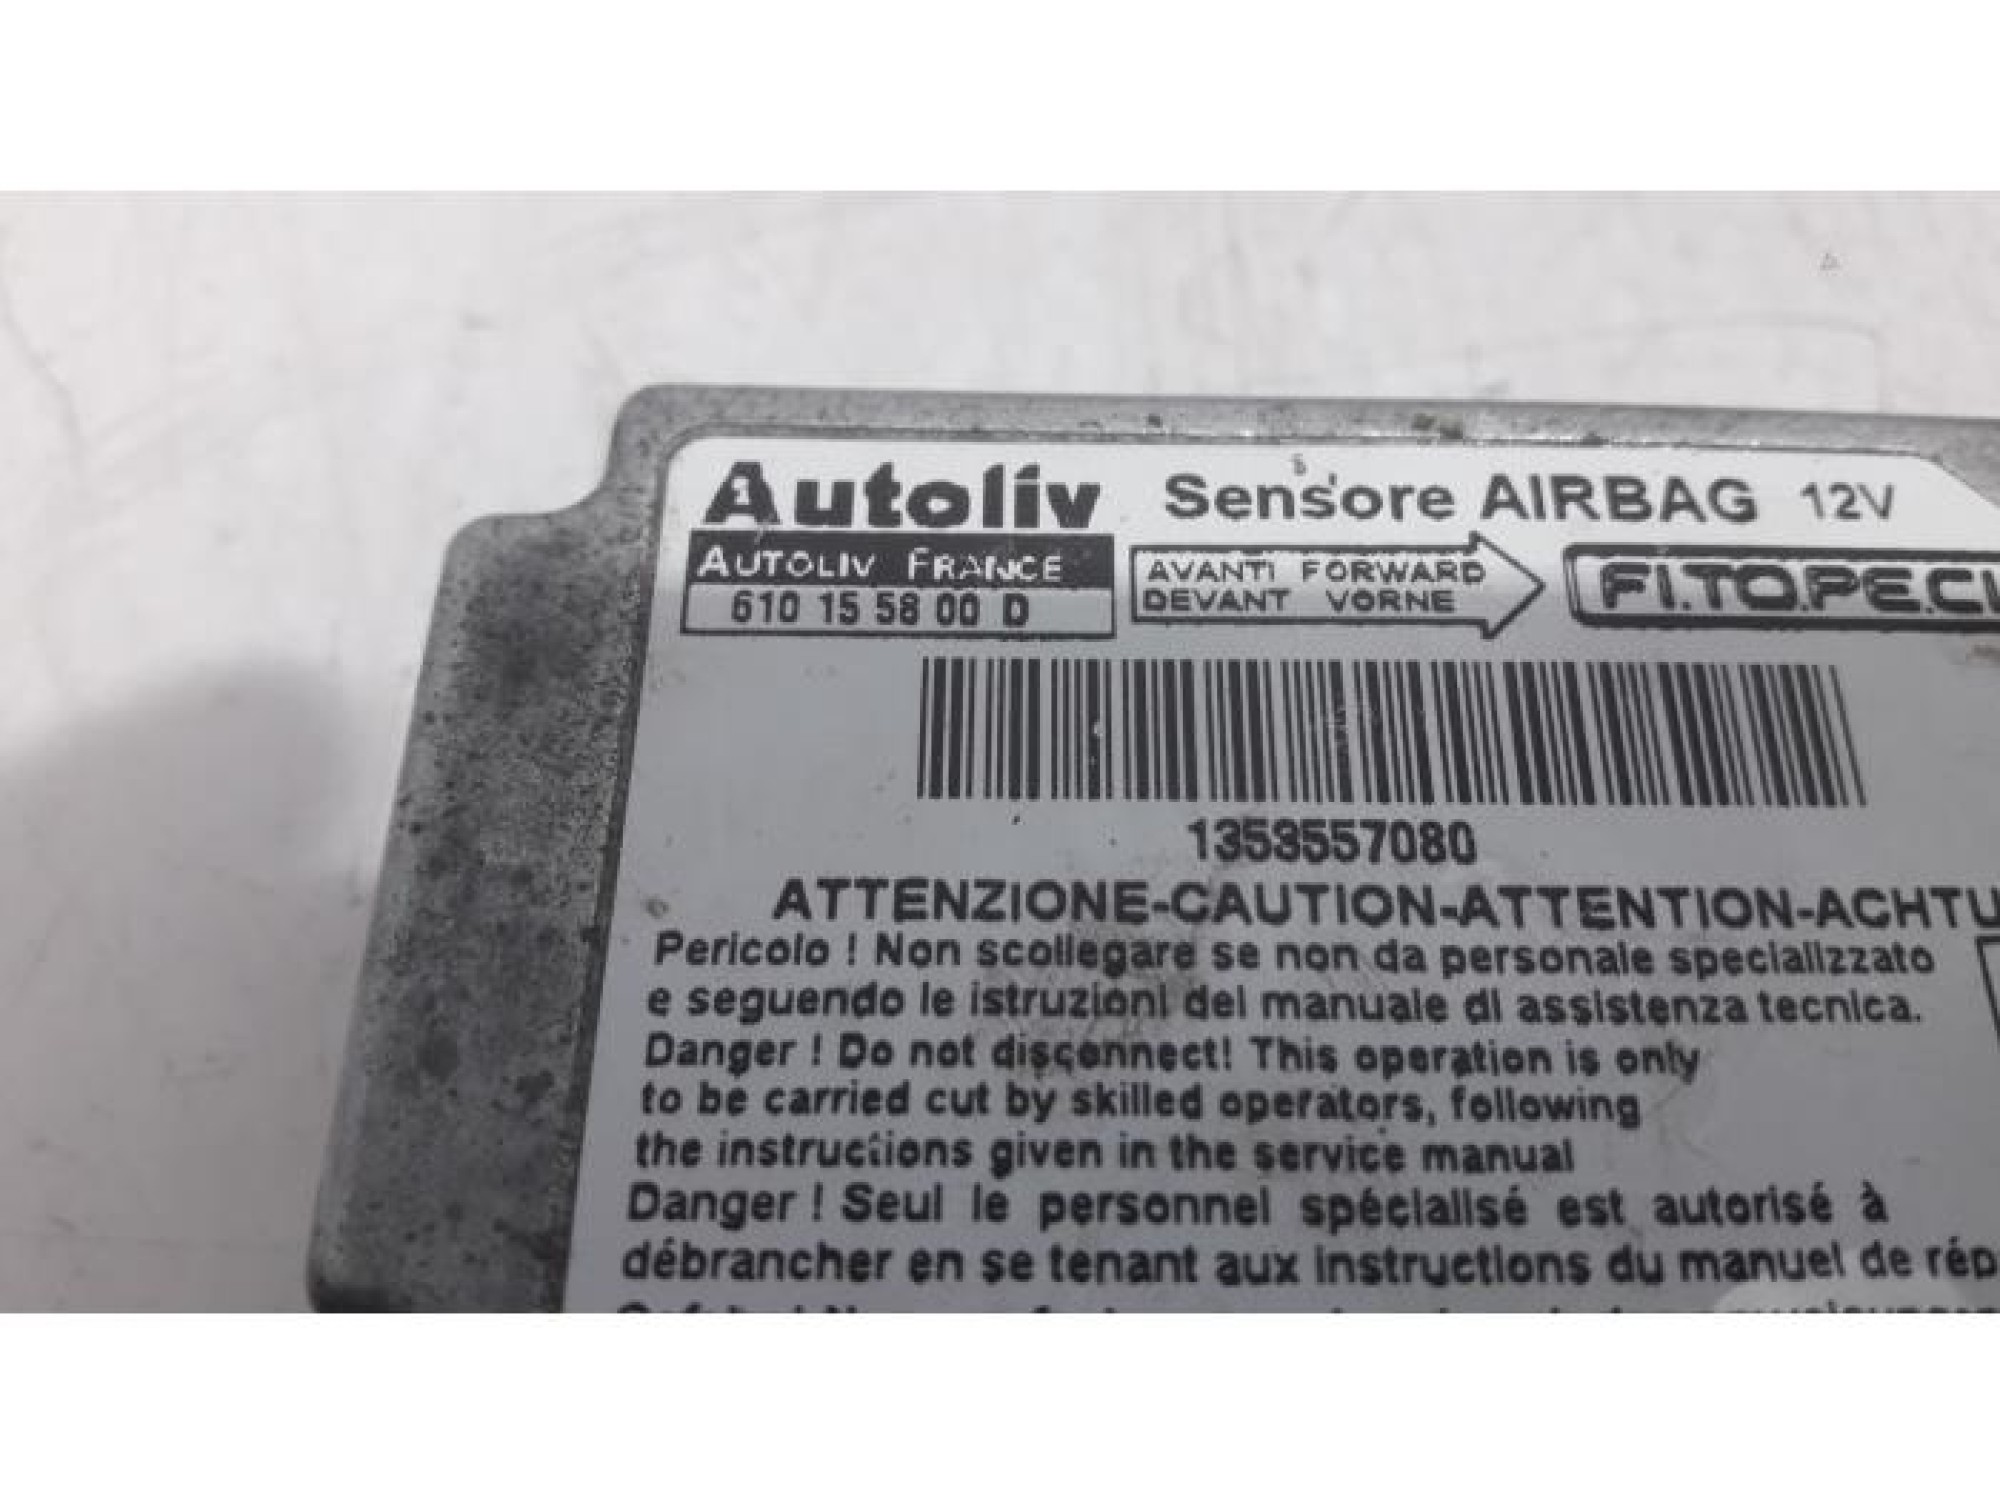 Autoliv Sensore AIRBAG 12V
AUTOLIV FRANCE
610 15 58 00 D
AVANTI FORWARD
DEVANT VORNE
FI.TO.PE.CI
1353557080
ATTENZIONE-CAUTION-ATTENTION-ACHTU
Pericolo ! Non scollegare se non da personale specializzato
e seguendo le istruzioni del manuale di assistenza tecnica.
Danger ! Do not disconnect! This operation is only
to be carried out by skilled operators, following
the instructions given in the service manual
Danger ! Seul le personnel spécialisé est autorisé à
débrancher en se tenant aux instructions du manuel de rép